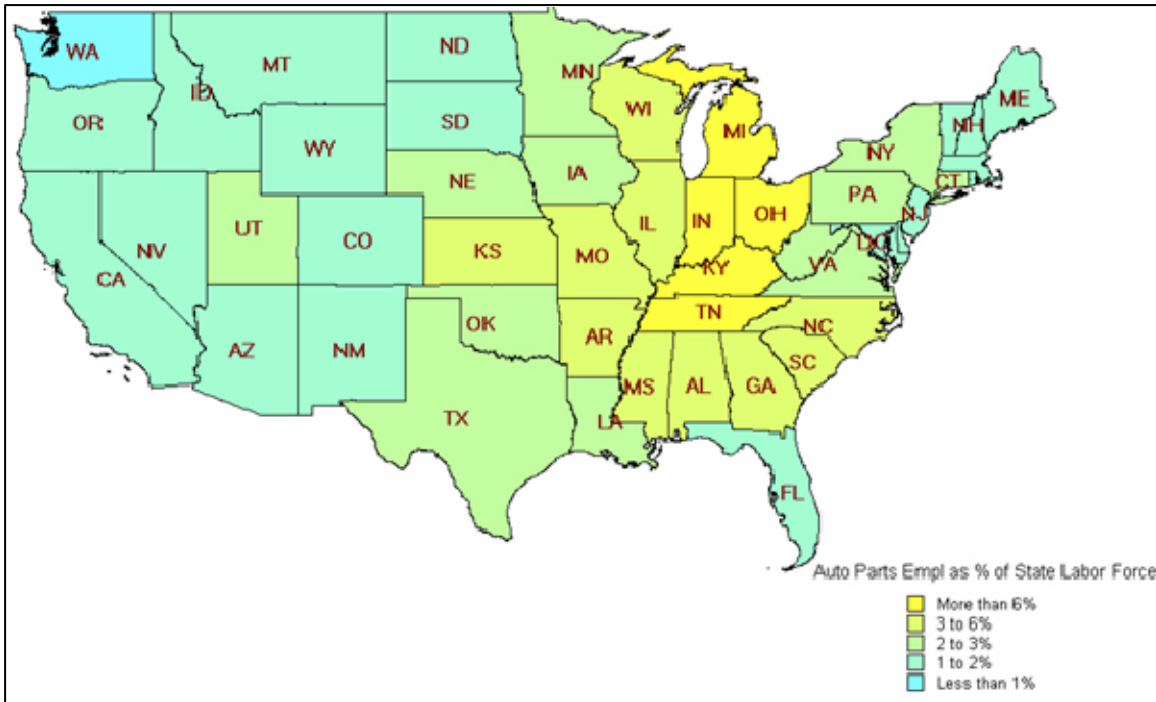 WA
MT
ND
MN
ID
OR
SD
WI
MI
ME
NH
WY
NY
IA
NE
CT
PA
NJ
NV
UT
CO
IL
IN
OH
DC
CA
KS
MO
KY
VA
TN
NC
OK
AR
SC
AZ
NM
MS
AL
GA
TX
LA
FL
Auto Parts Empl as % of State Labor Force
More than 6%
3 to 6%
2 to 3%
1 to 2%
Less than 1%